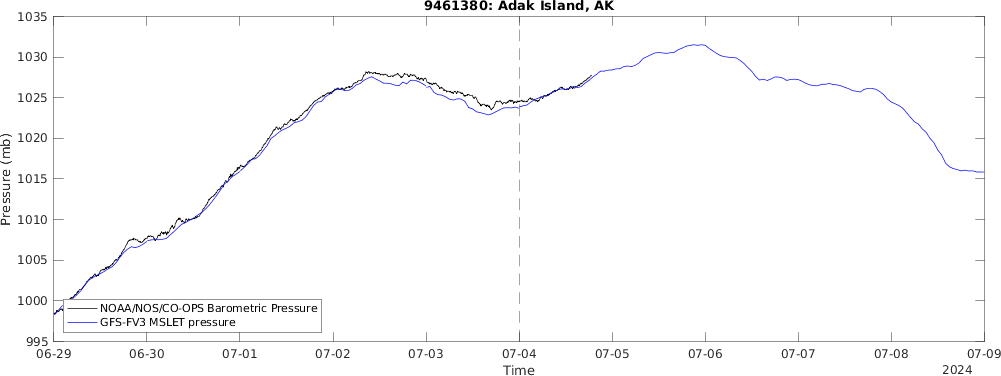 9461380: Adak Island, AK
1035
1030
1025
1020
1015
1010
1005
1000
995
Pressure (mb)
NOAA/NOS/CO-OPS Barometric Pressure
GFS-FV3 MSLET pressure
06-29 06-30 07-01 07-02 07-03 07-04 07-05 07-06 07-07 07-08 07-09
Time
2024